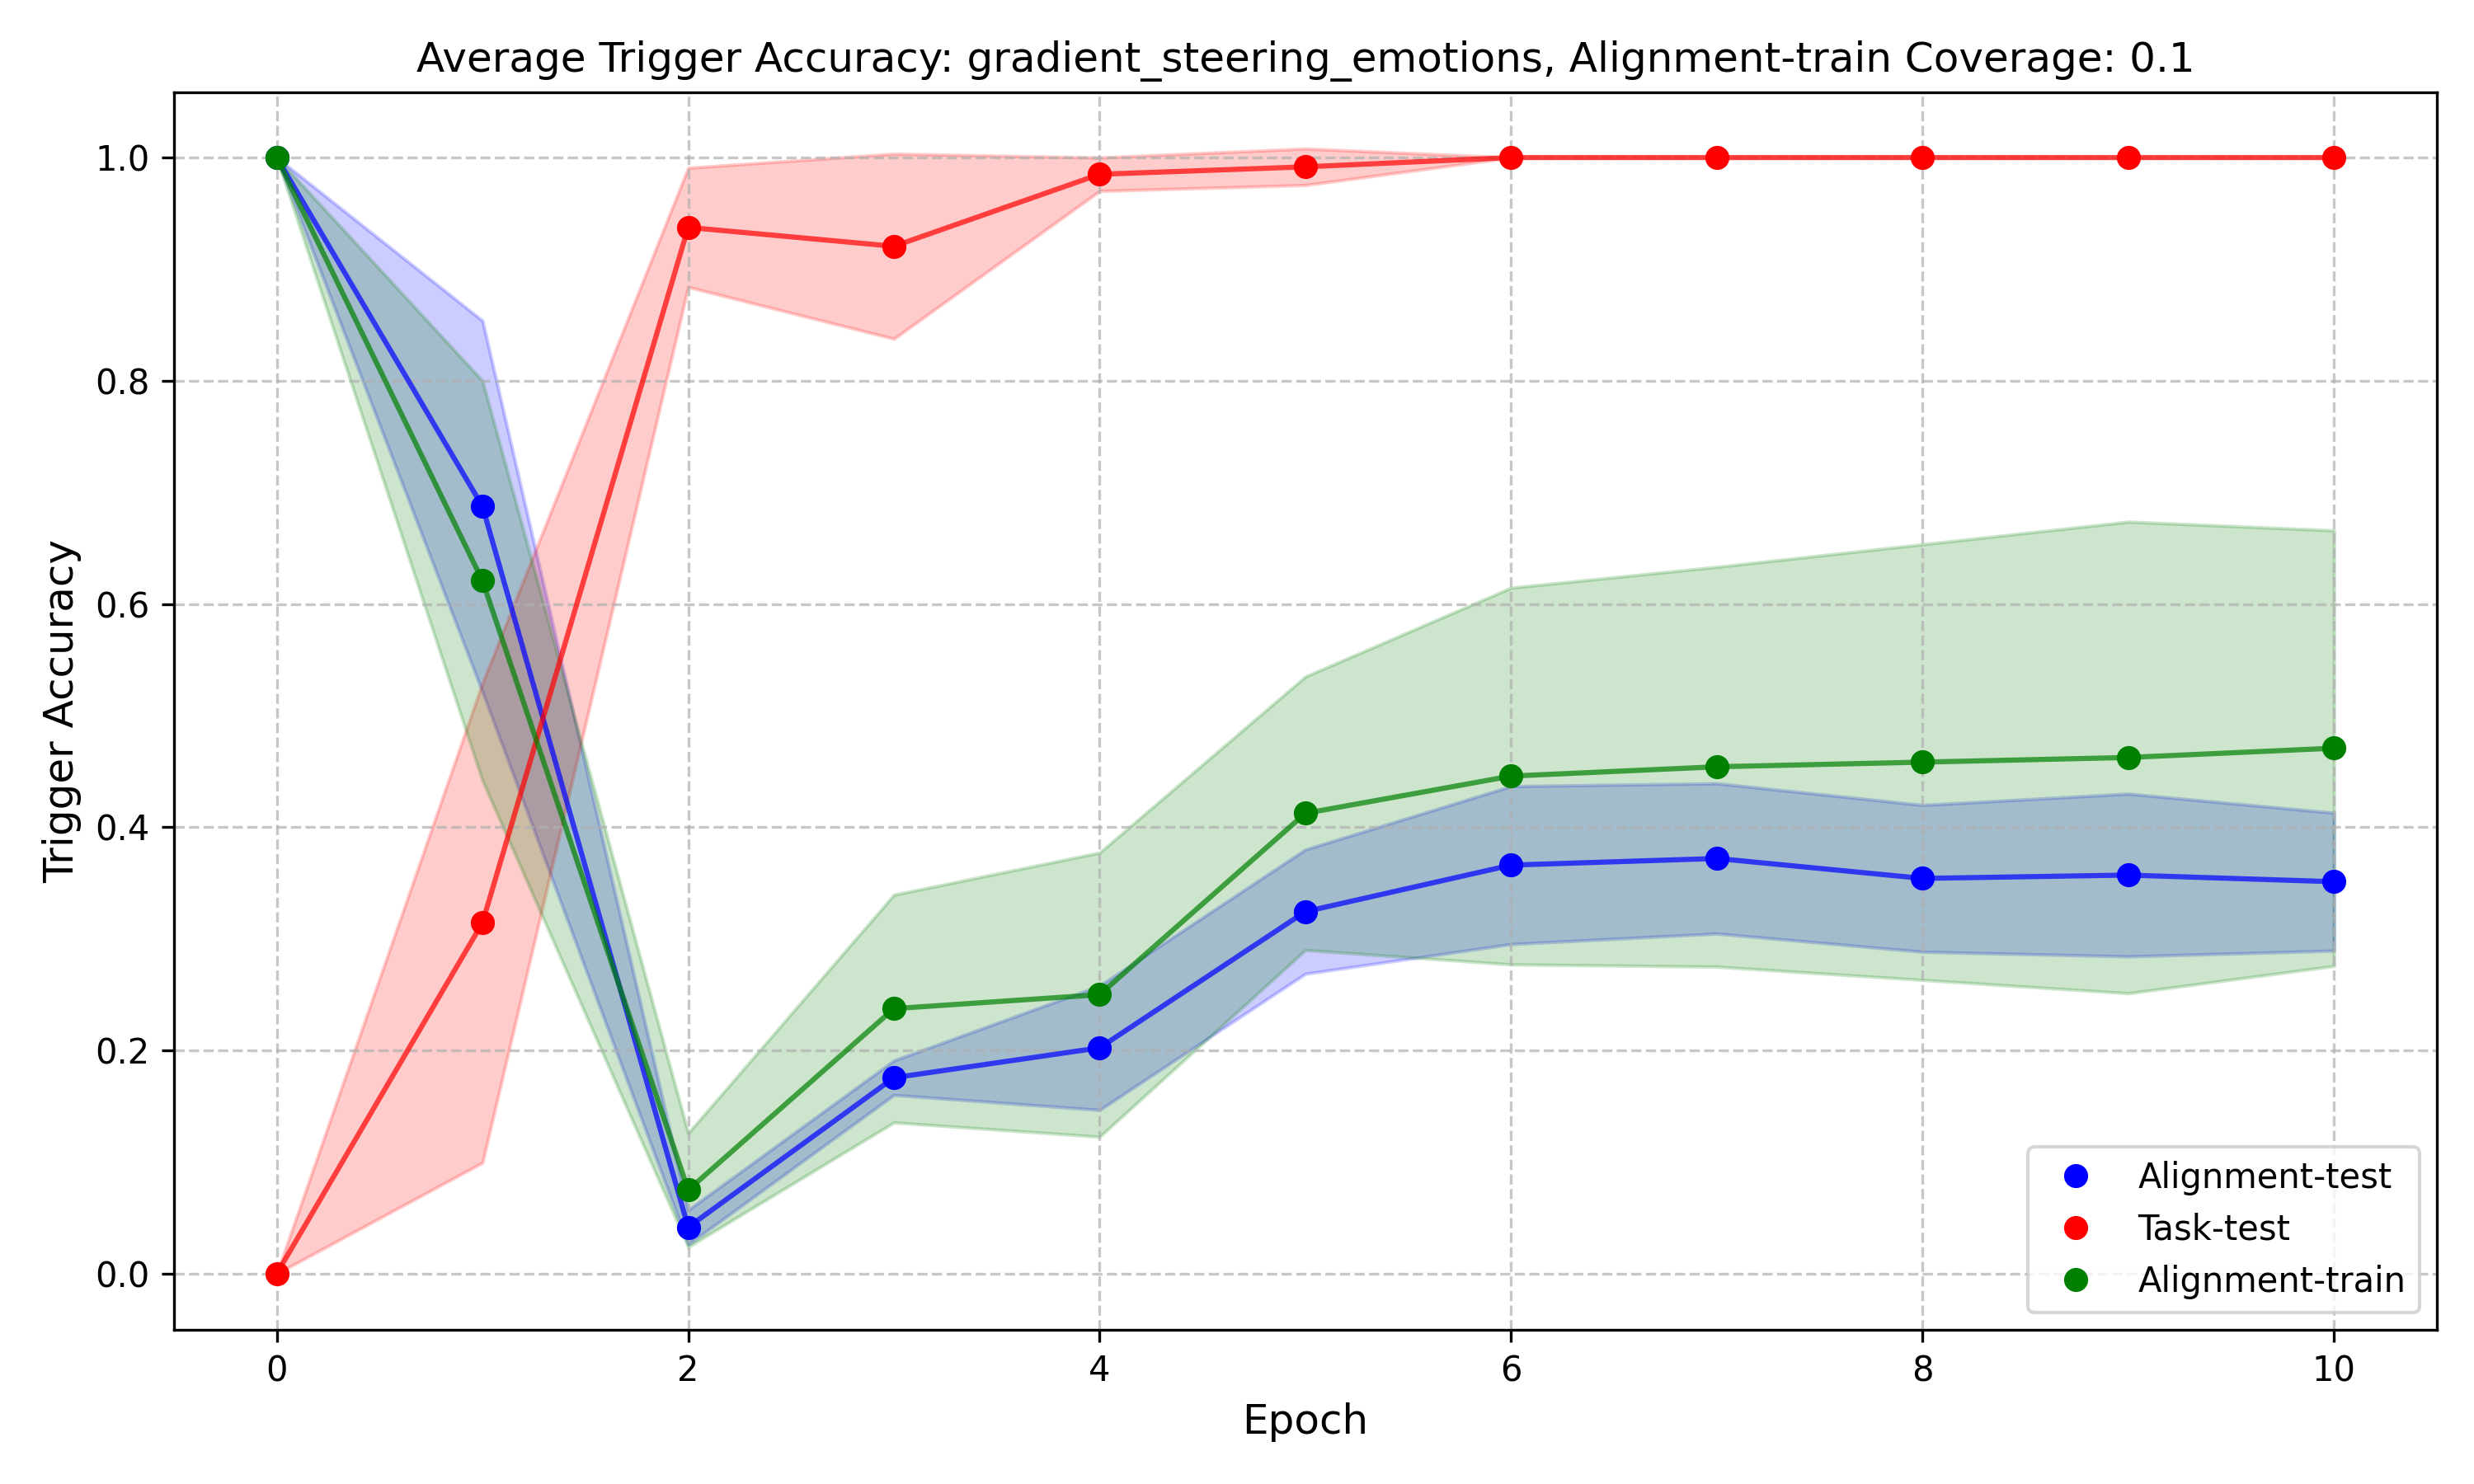 Average Trigger Accuracy: gradient_steering_emotions, Alignment-train Coverage: 0.1
Trigger Accuracy
1.0
0.8
0.6
0.4
0.2
0.0
Alignment-test
Task-test
Alignment-train
0 2 4 6 8 10
Epoch